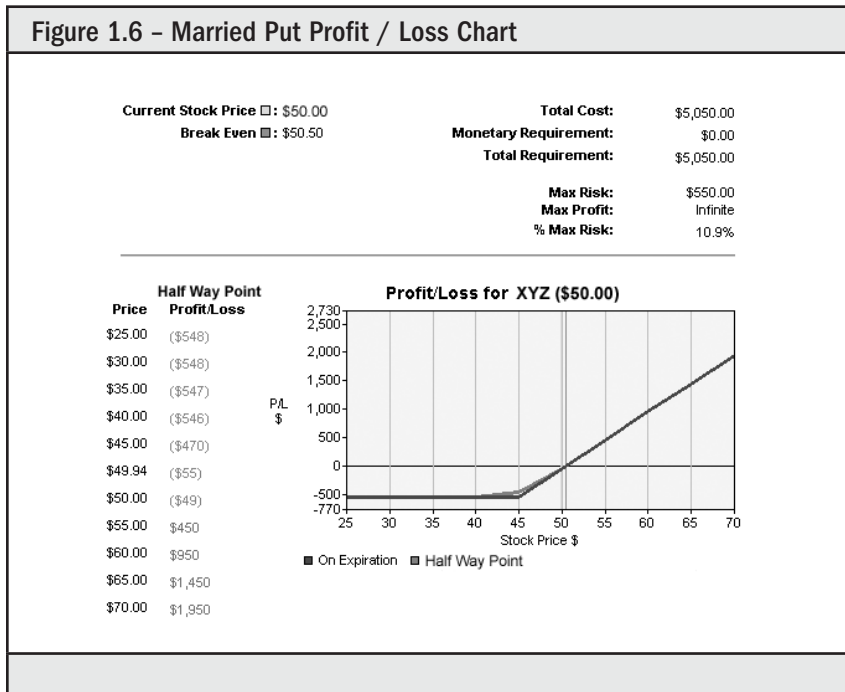 Figure 1.6 – Married Put Profit / Loss Chart
Current Stock Price : $50.00
Break Even : $50.50
Total Cost: $5,050.00
Monetary Requirement: $0.00
Total Requirement: $5,050.00
Max Risk: $550.00
Max Profit: Infinite
% Max Risk: 10.9%
Half Way Point
Price Profit/Loss
$25.00 ($548)
$30.00 ($548)
$35.00 ($547)
$40.00 ($546)
$45.00 ($470)
$49.94 ($55)
$50.00 ($49)
$55.00 $450
$60.00 $950
$65.00 $1,450
$70.00 $1,950
Profit/Loss for XYZ ($50.00)
P/L
$
2,730
2,500
2,000
1,500
1,000
500
0
-500
-770
25 30 35 40 45 50 55 60 65 70
Stock Price $
On Expiration Half Way Point